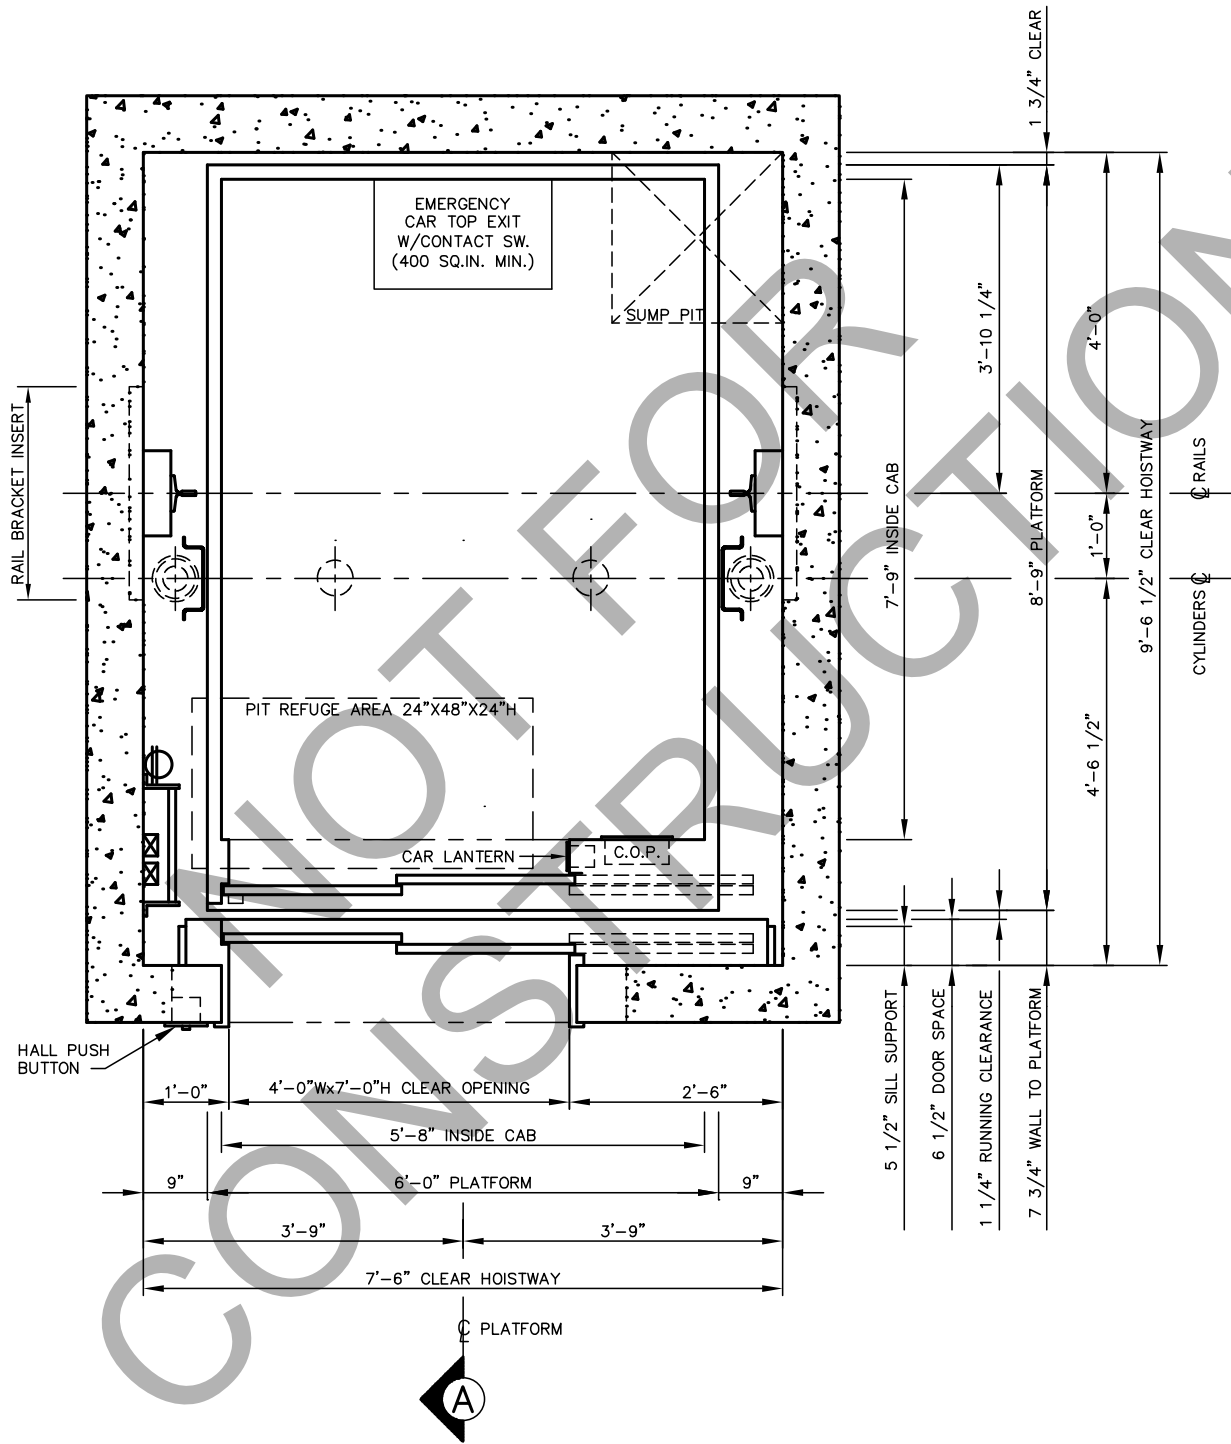 1 3/4" CLEAR
EMERGENCY
CAR TOP EXIT
W/CONTACT SW.
(400 SQ.IN. MIN.)
SUMP PIT
RAIL BRACKET INSERT
7'-9" INSIDE CAB
3'-10 1/4"
8'-9" PLATFORM
4'-0"
1'-0"
4'-6 1/2"
9'-6 1/2" CLEAR HOISTWAY
℄ RAILS
CYLINDERS ℄
PIT REFUGE AREA 24"X48"X24"H
CAR LANTERN
C.O.P.
HALL PUSH
BUTTON
1'-0"
4'-0"Wx7'-0"H CLEAR OPENING
2'-6"
5'-8" INSIDE CAB
9"
6'-0" PLATFORM
9"
3'-9"
3'-9"
7'-6" CLEAR HOISTWAY
5 1/2" SILL SUPPORT
6 1/2" DOOR SPACE
1 1/4" RUNNING CLEARANCE
7 3/4" WALL TO PLATFORM
℄ PLATFORM
A
NOT FOR
CONSTRUCTION